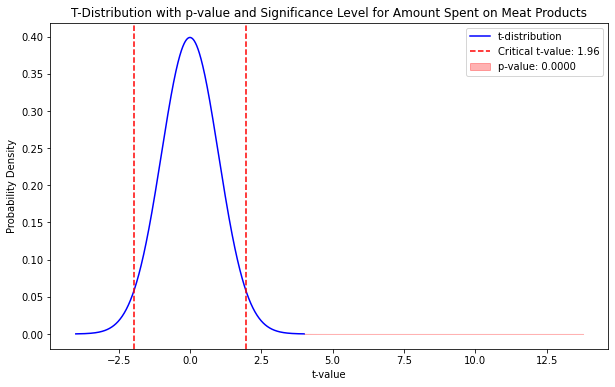 T-Distribution with p-value and Significance Level for Amount Spent on Meat Products
t-distribution
Critical t-value: 1.96
p-value: 0.0000
0.40
0.35
0.30
0.25
0.20
0.15
0.10
0.05
0.00
Probability Density
−2.5 0.0 2.5 5.0 7.5 10.0 12.5
t-value